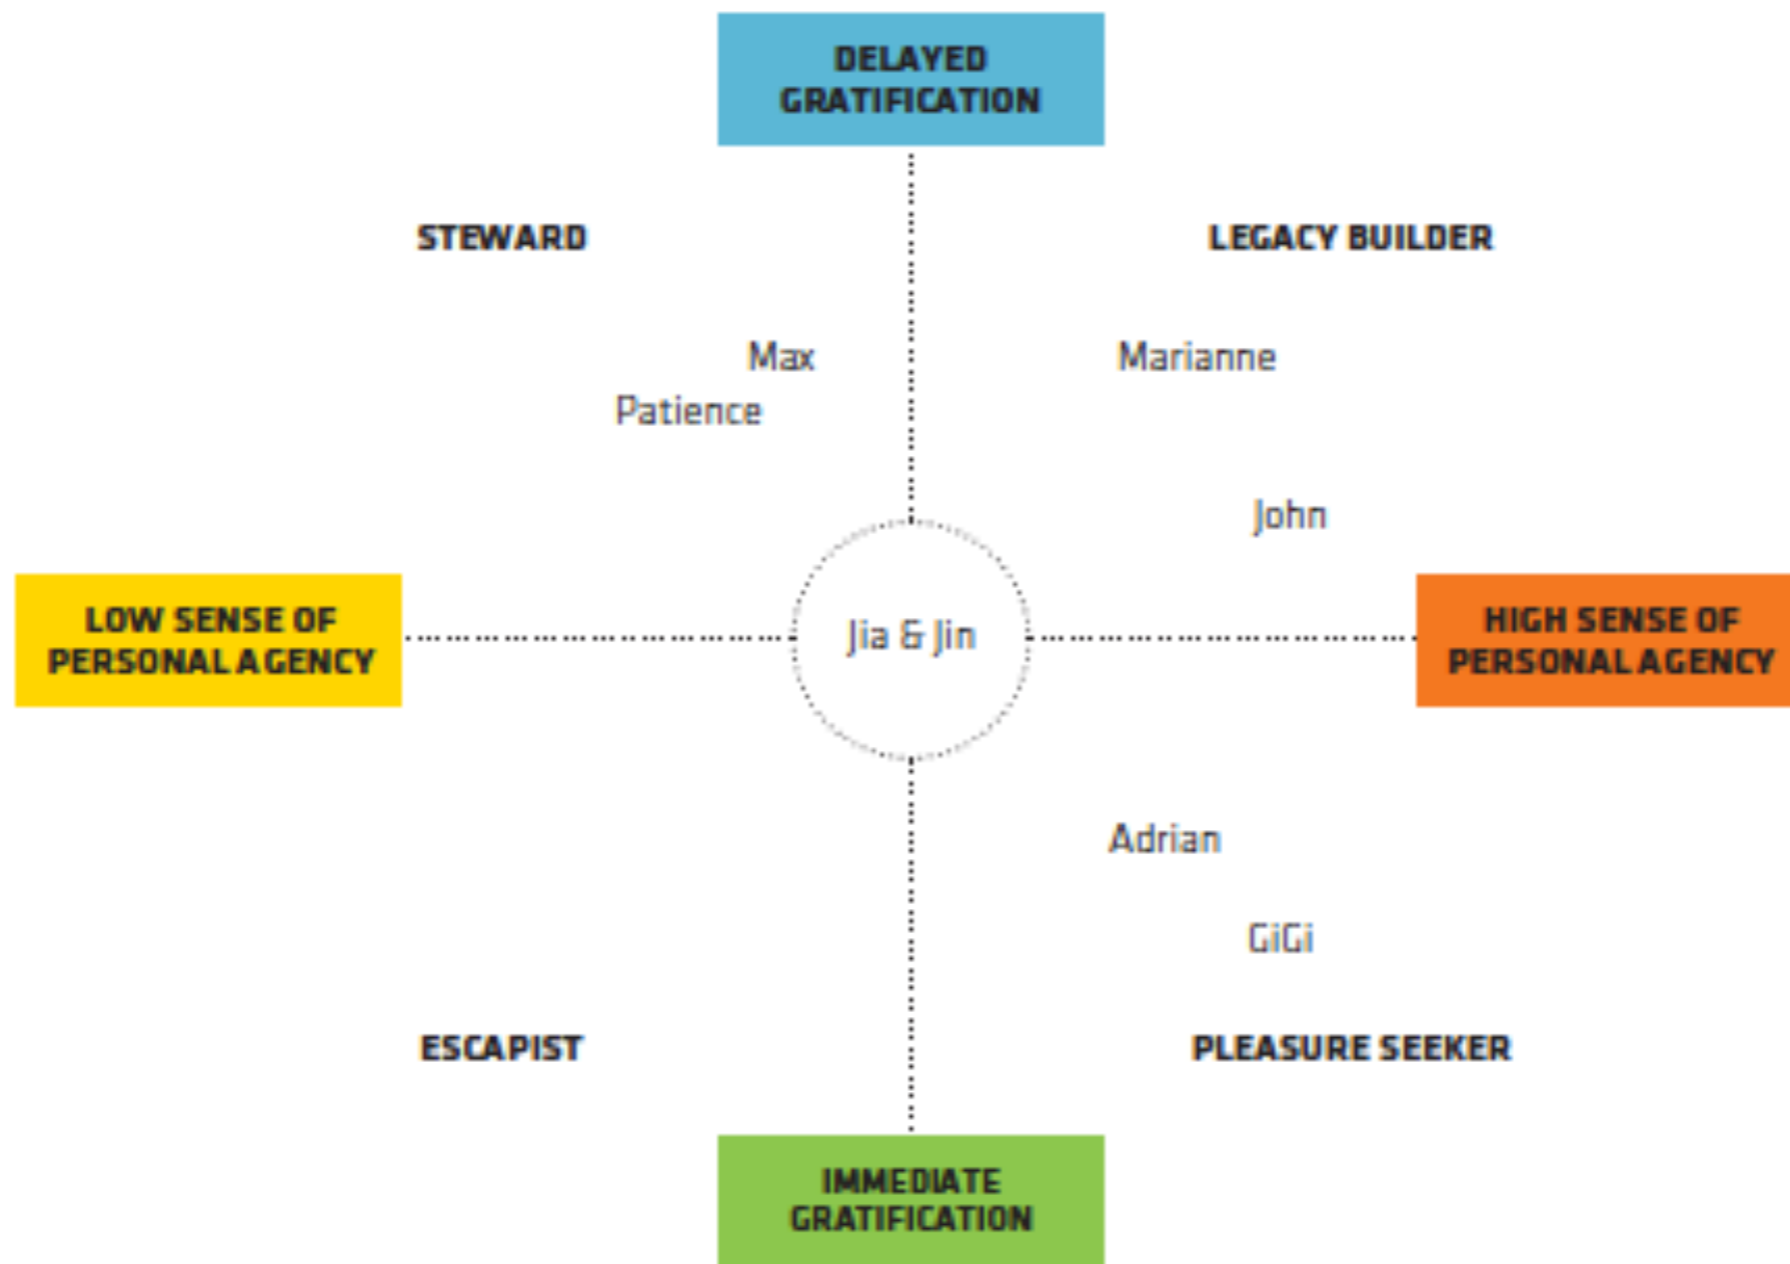 DELAYED
GRATIFICATION
STEWARD
LEGACY BUILDER
Max
Marianne
Patience
John
LOW SENSE OF
PERSONAL AGENCY
Jia & Jin
HIGH SENSE OF
PERSONAL AGENCY
Adrian
GiGi
ESCAPIST
PLEASURE SEEKER
IMMEDIATE
GRATIFICATION